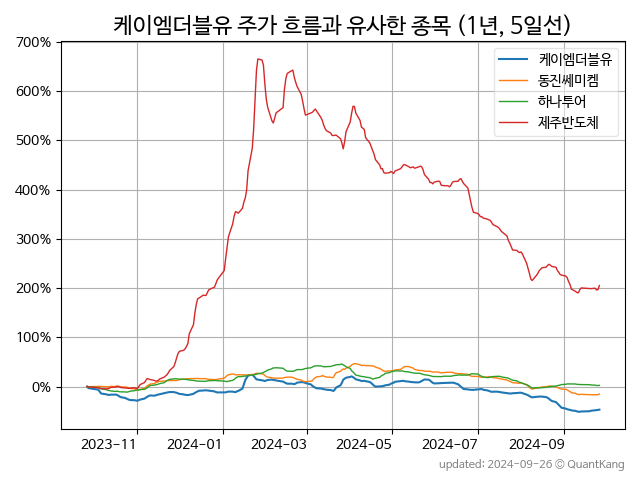 케이엠더블유 주가 흐름과 유사한 종목 (1년, 5일선)
700%
600%
500%
400%
300%
200%
100%
0%
케이엠더블유
동진쎄미켐
하나투어
제주반도체
2023-11
2024-01
2024-03
2024-05
2024-07
2024-09
updated: 2024-09-26 © QuantKang